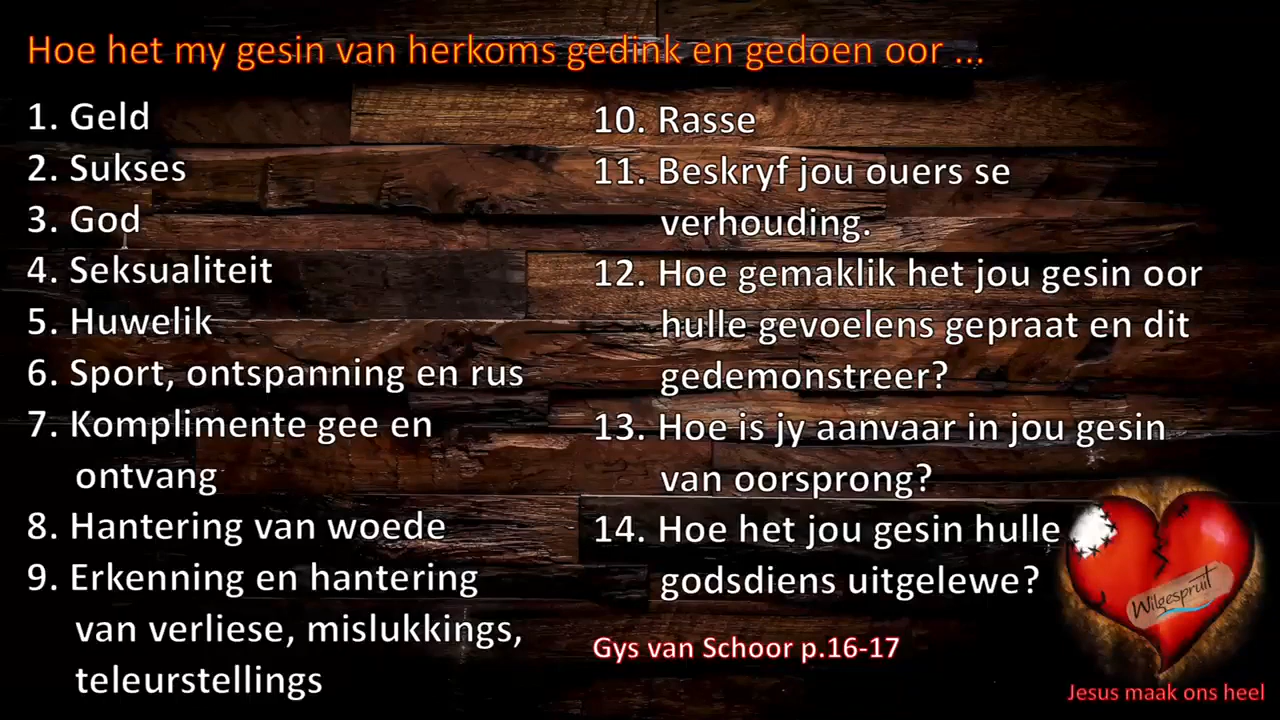 Hoe het my gesin van herkoms gedink en gedoen oor ...
1. Geld
2. Sukses
3. God
4. Seksualiteit
5. Huwelik
6. Sport, ontspanning en rus
7. Komplimente gee en
ontvang
8. Hantering van woede
9. Erkenning en hantering
van verliese, mislukkings,
teleurstellings
10. Rasse
11. Beskryf jou ouers se
verhouding.
12. Hoe gemaklik het jou gesin oor
hulle gevoelens gepraat en dit
gedemonstreer?
13. Hoe is jy aanvaar in jou gesin
van oorsprong?
14. Hoe het jou gesin hulle
godsdiens uitgelewe?
Gys van Schoor p.16-17
Wilgespruit
Jesus maak ons heel